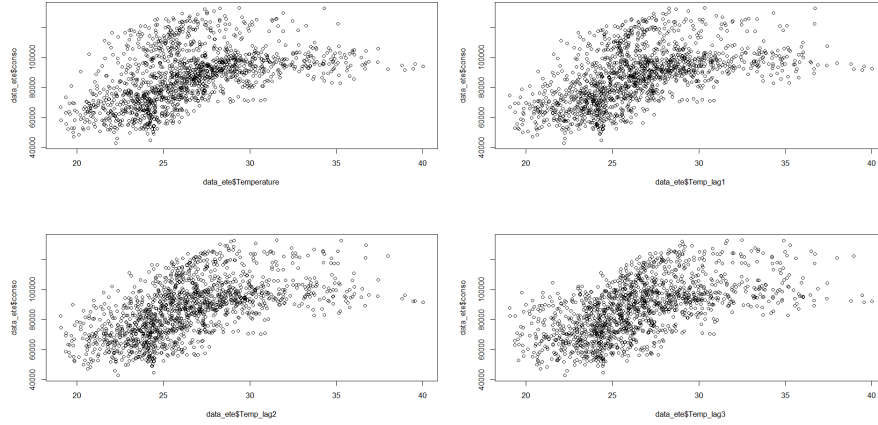 data_ete$conso
40000 60000 80000 100000
20 25 30 35 40
data_ete$Temperature
data_ete$conso
40000 60000 80000 100000
20 25 30 35 40
data_ete$Temp_lag1
data_ete$conso
40000 60000 80000 100000
20 25 30 35 40
data_ete$Temp_lag2
data_ete$conso
40000 60000 80000 100000
20 25 30 35 40
data_ete$Temp_lag3